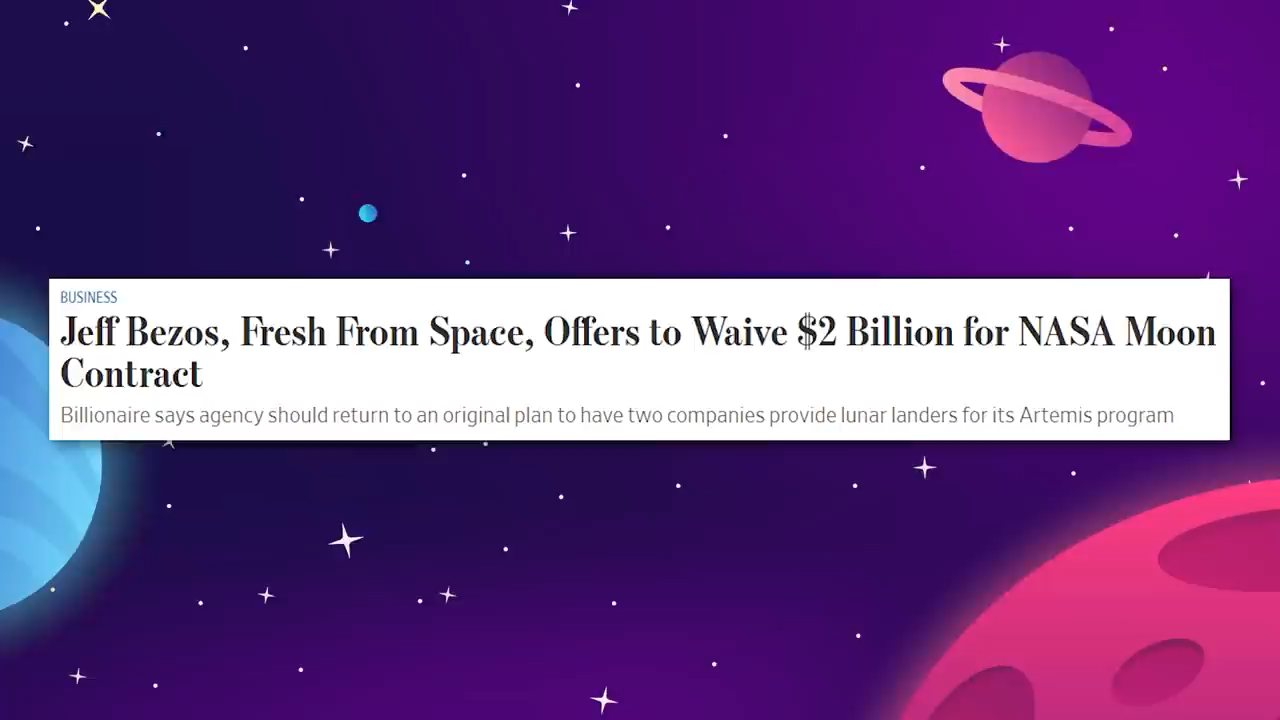 BUSINESS
Jeff Bezos, Fresh From Space, Offers to Waive $2 Billion for NASA Moon
Contract
Billionaire says agency should return to an original plan to have two companies provide lunar landers for its Artemis program